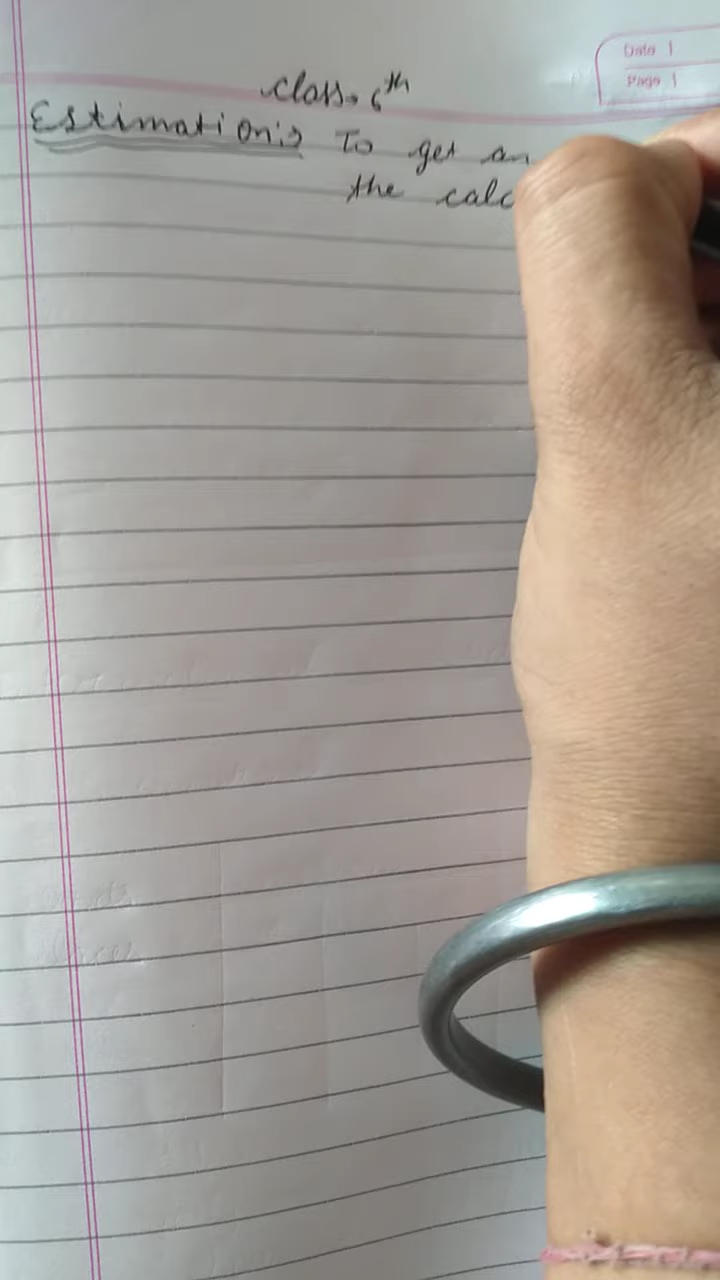 Date |
Page |
class- 6th
Estimation:> To get an
the calc